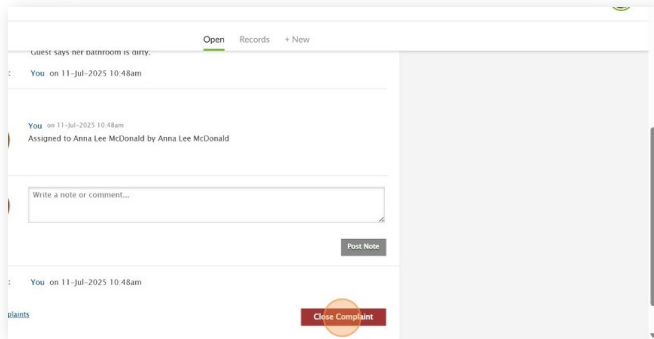 Open Records + New
Guest says her bathroom is dirty.
: You on 11-Jul-2025 10:48am
You on 11-Jul-2025 10:48am
Assigned to Anna Lee McDonald by Anna Lee McDonald
Write a note or comment...
Post Note
: You on 11-Jul-2025 10:48am
plaints
Close Complaint